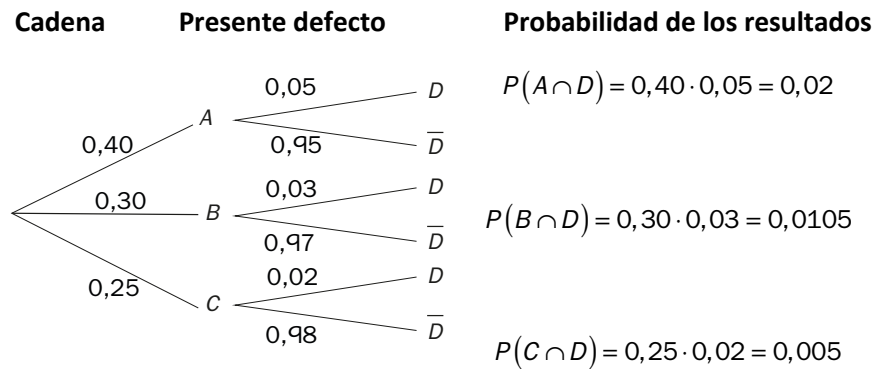 Cadena Presente defecto Probabilidad de los resultados
0,05 D P(A ∩ D) = 0,40 · 0,05 = 0,02
A
0,40 0,95 D̅
0,03 D
0,30 B P(B ∩ D) = 0,30 · 0,03 = 0,0105
0,97 D̅
0,02 D
0,25 C
0,98 D̅
P(C ∩ D) = 0,25 · 0,02 = 0,005